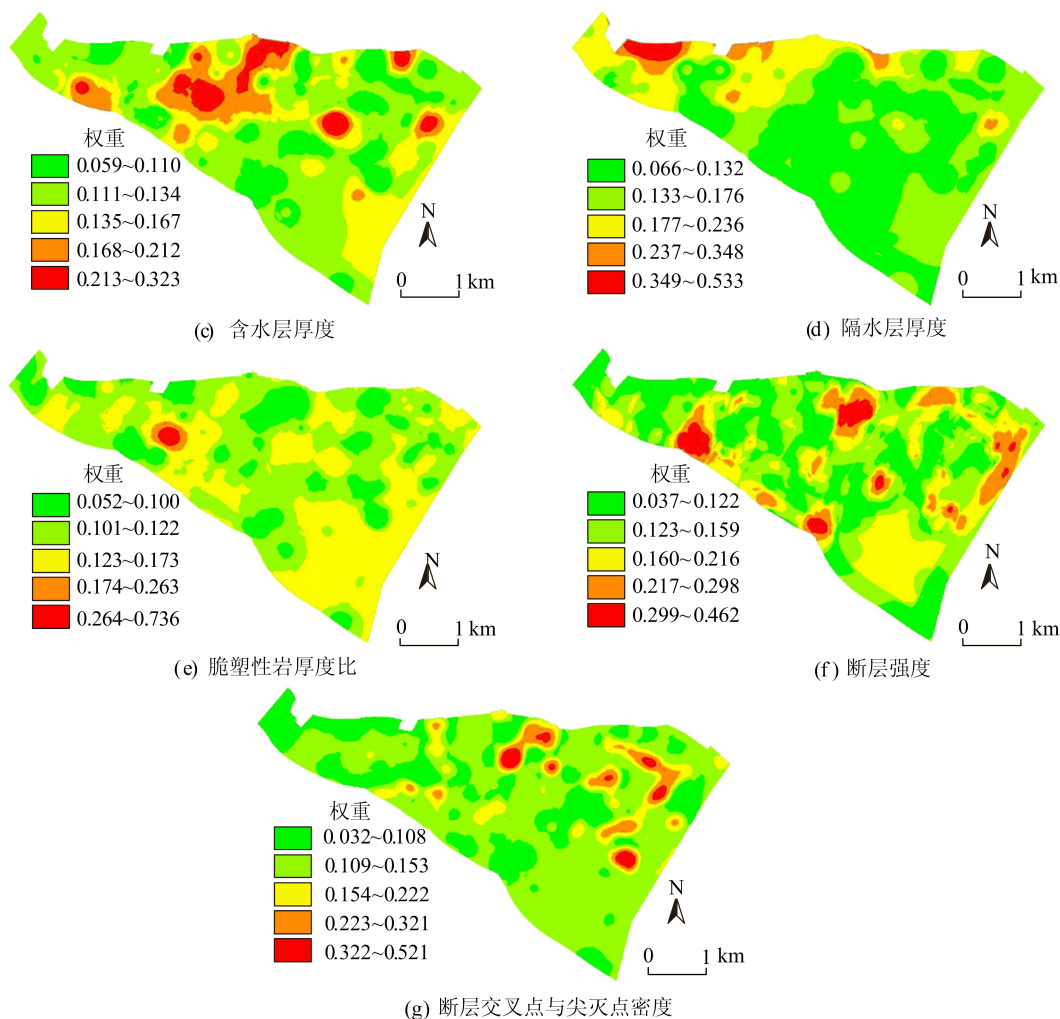 权重
0.059~0.110
0.111~0.134
0.135~0.167
0.168~0.212
0.213~0.323
N
0 1 km
(c) 含水层厚度
权重
0.066~0.132
0.133~0.176
0.177~0.236
0.237~0.348
0.349~0.533
N
0 1 km
(d) 隔水层厚度
权重
0.052~0.100
0.101~0.122
0.123~0.173
0.174~0.263
0.264~0.736
N
0 1 km
(e) 脆塑性岩厚度比
权重
0.037~0.122
0.123~0.159
0.160~0.216
0.217~0.298
0.299~0.462
N
0 1 km
(f) 断层强度
权重
0.032~0.108
0.109~0.153
0.154~0.222
0.223~0.321
0.322~0.521
N
0 1 km
(g) 断层交叉点与尖灭点密度